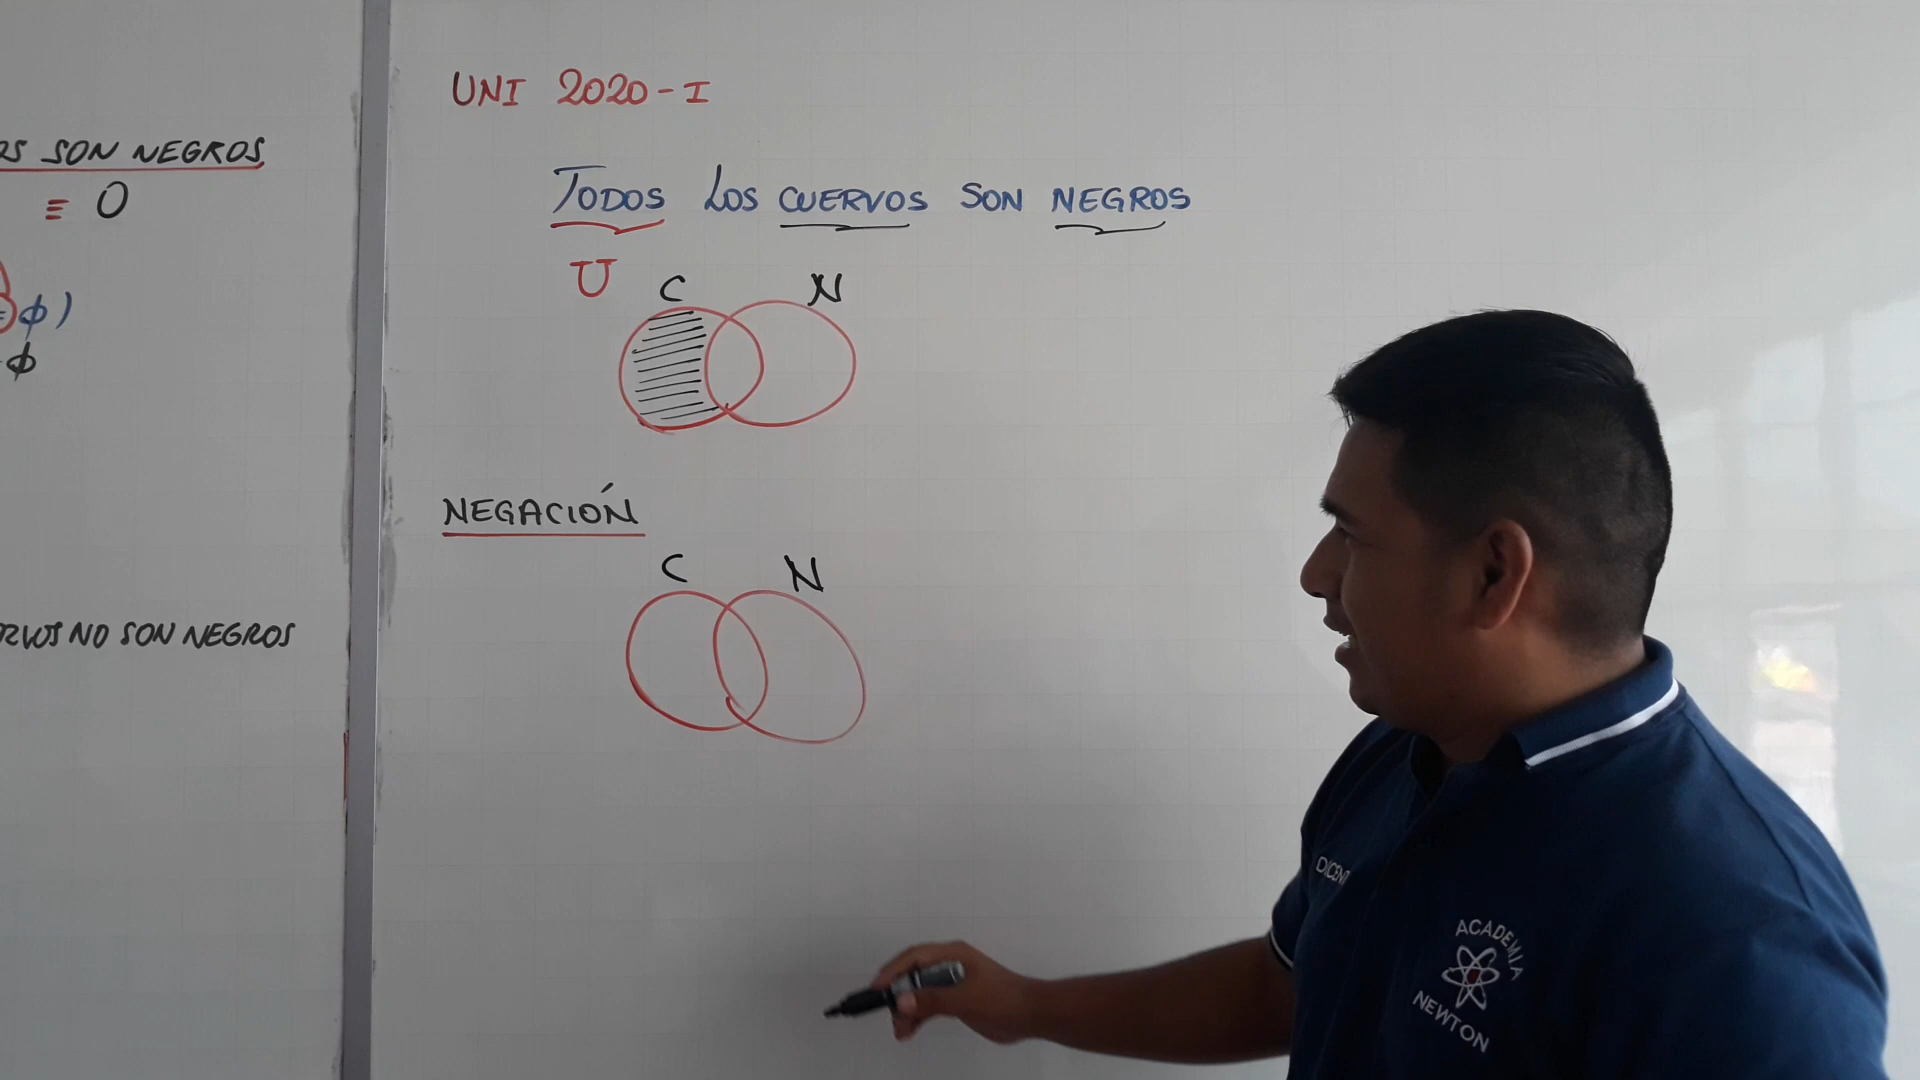 SON NEGROS
≡ O
= ϕ)
ϕ
NO SON NEGROS
UNI 2020-I
TODOS LOS CUERVOS SON NEGROS
U
C N
NEGACIÓN
C N
ACADEMIA
NEWTON